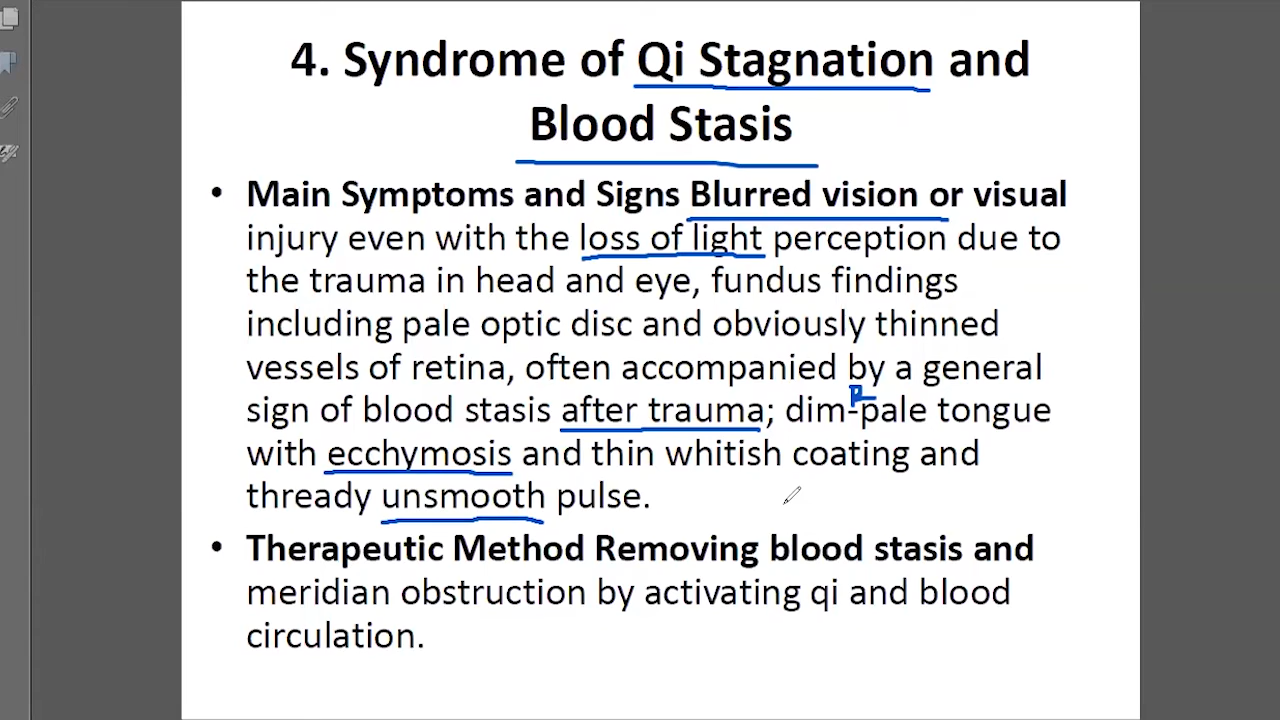 4. Syndrome of Qi Stagnation and
Blood Stasis
• Main Symptoms and Signs Blurred vision or visual
injury even with the loss of light perception due to
the trauma in head and eye, fundus findings
including pale optic disc and obviously thinned
vessels of retina, often accompanied by a general
sign of blood stasis after trauma; dim-pale tongue
with ecchymosis and thin whitish coating and
thready unsmooth pulse.
• Therapeutic Method Removing blood stasis and
meridian obstruction by activating qi and blood
circulation.